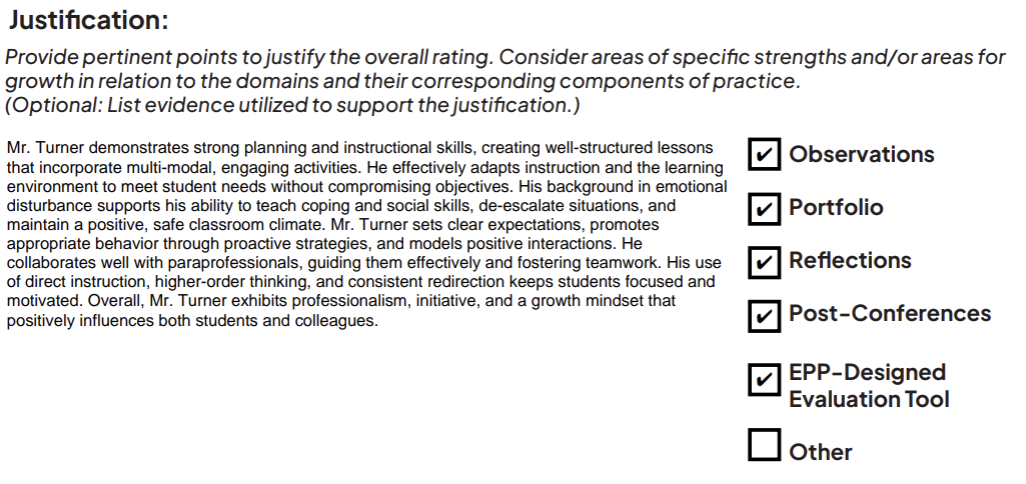 Justification:
Provide pertinent points to justify the overall rating. Consider areas of specific strengths and/or areas for
growth in relation to the domains and their corresponding components of practice.
(Optional: List evidence utilized to support the justification.)
Mr. Turner demonstrates strong planning and instructional skills, creating well-structured lessons
that incorporate multi-modal, engaging activities. He effectively adapts instruction and the learning
environment to meet student needs without compromising objectives. His background in emotional
disturbance supports his ability to teach coping and social skills, de-escalate situations, and
maintain a positive, safe classroom climate. Mr. Turner sets clear expectations, promotes
appropriate behavior through proactive strategies, and models positive interactions. He
collaborates well with paraprofessionals, guiding them effectively and fostering teamwork. His use
of direct instruction, higher-order thinking, and consistent redirection keeps students focused and
motivated. Overall, Mr. Turner exhibits professionalism, initiative, and a growth mindset that
positively influences both students and colleagues.
✔ Observations
✔ Portfolio
✔ Reflections
✔ Post-Conferences
✔ EPP-Designed
Evaluation Tool
Other